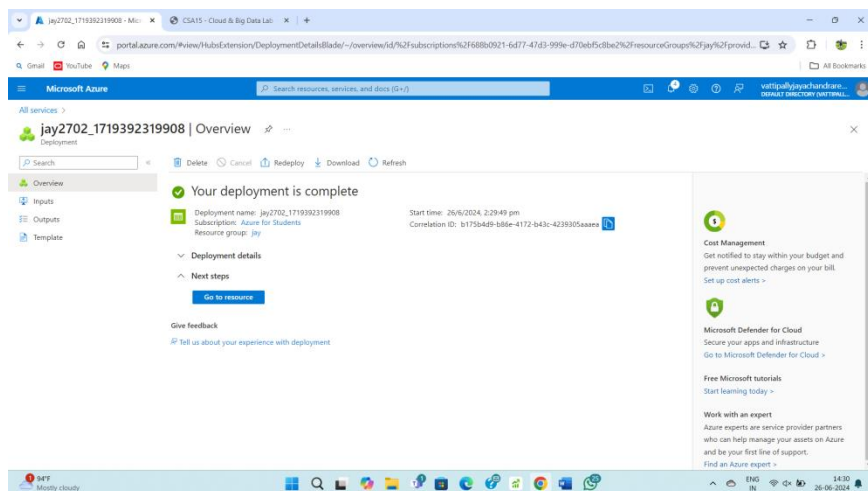 jay2702_1719392319908 - Mic
CSA15 - Cloud & Big Data Lab
portal.azure.com/#view/HubsExtension/DeploymentDetailsBlade/~/overview/id/%2Fsubscriptions%2F688b0921-6d77-47d3-999e-d70ebf5c8be2%2FresourceGroups%2Fjay%2Fprovid...
Gmail YouTube Maps All Bookmarks
Microsoft Azure Search resources, services, and docs (G+/) vattipallyjayachandrare...
DEFAULT DIRECTORY (VATTIPALL...
All services >
jay2702_1719392319908 | Overview ...
Deployment
Search
Delete Cancel Redeploy Download Refresh
Overview
Inputs
Outputs
Template
Your deployment is complete
Deployment name: jay2702_1719392319908
Subscription: Azure for Students
Resource group: jay
Start time: 26/6/2024, 2:29:49 pm
Correlation ID: b175b4d9-b86e-4172-b43c-4239305aaaea
Deployment details
Next steps
Go to resource
Give feedback
Tell us about your experience with deployment
Cost Management
Get notified to stay within your budget and
prevent unexpected charges on your bill.
Set up cost alerts >
Microsoft Defender for Cloud
Secure your apps and infrastructure
Go to Microsoft Defender for Cloud >
Free Microsoft tutorials
Start learning today >
Work with an expert
Azure experts are service provider partners
who can help manage your assets on Azure
and be your first line of support.
Find an Azure expert >
94°F
Mostly cloudy
ENG
IN
14:30
26-06-2024